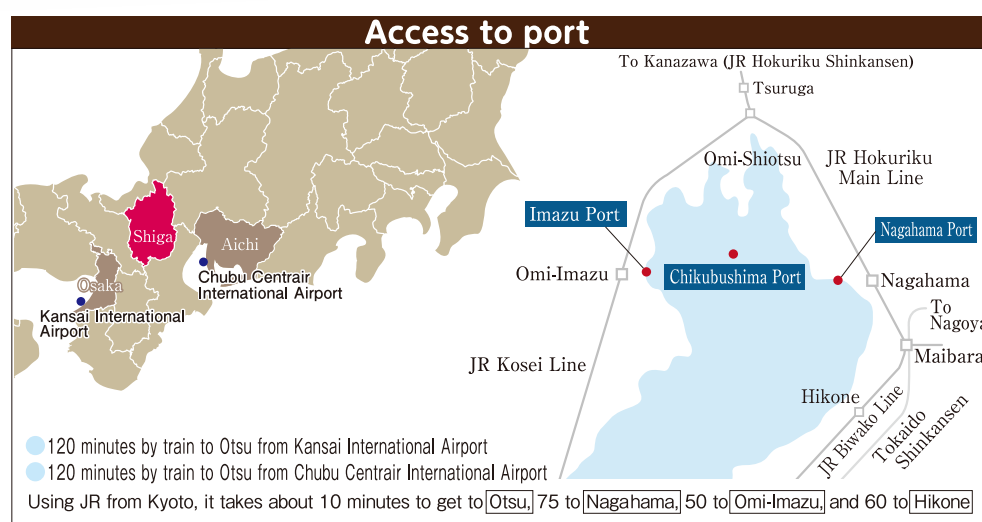 Access to port
Shiga
Aichi
Osaka
Chubu Centrair
International Airport
Kansai International
Airport
To Kanazawa (JR Hokuriku Shinkansen)
Tsuruga
Omi-Shiotsu
JR Hokuriku
Main Line
Imazu Port
Nagahama Port
Omi-Imazu
Chikubushima Port
Nagahama
To
Nagoya
Maibara
JR Kosei Line
Hikone
JR Biwako Line
Tokaido
Shinkansen
120 minutes by train to Otsu from Kansai International Airport
120 minutes by train to Otsu from Chubu Centrair International Airport
Using JR from Kyoto, it takes about 10 minutes to get to Otsu, 75 to Nagahama, 50 to Omi-Imazu, and 60 to Hikone